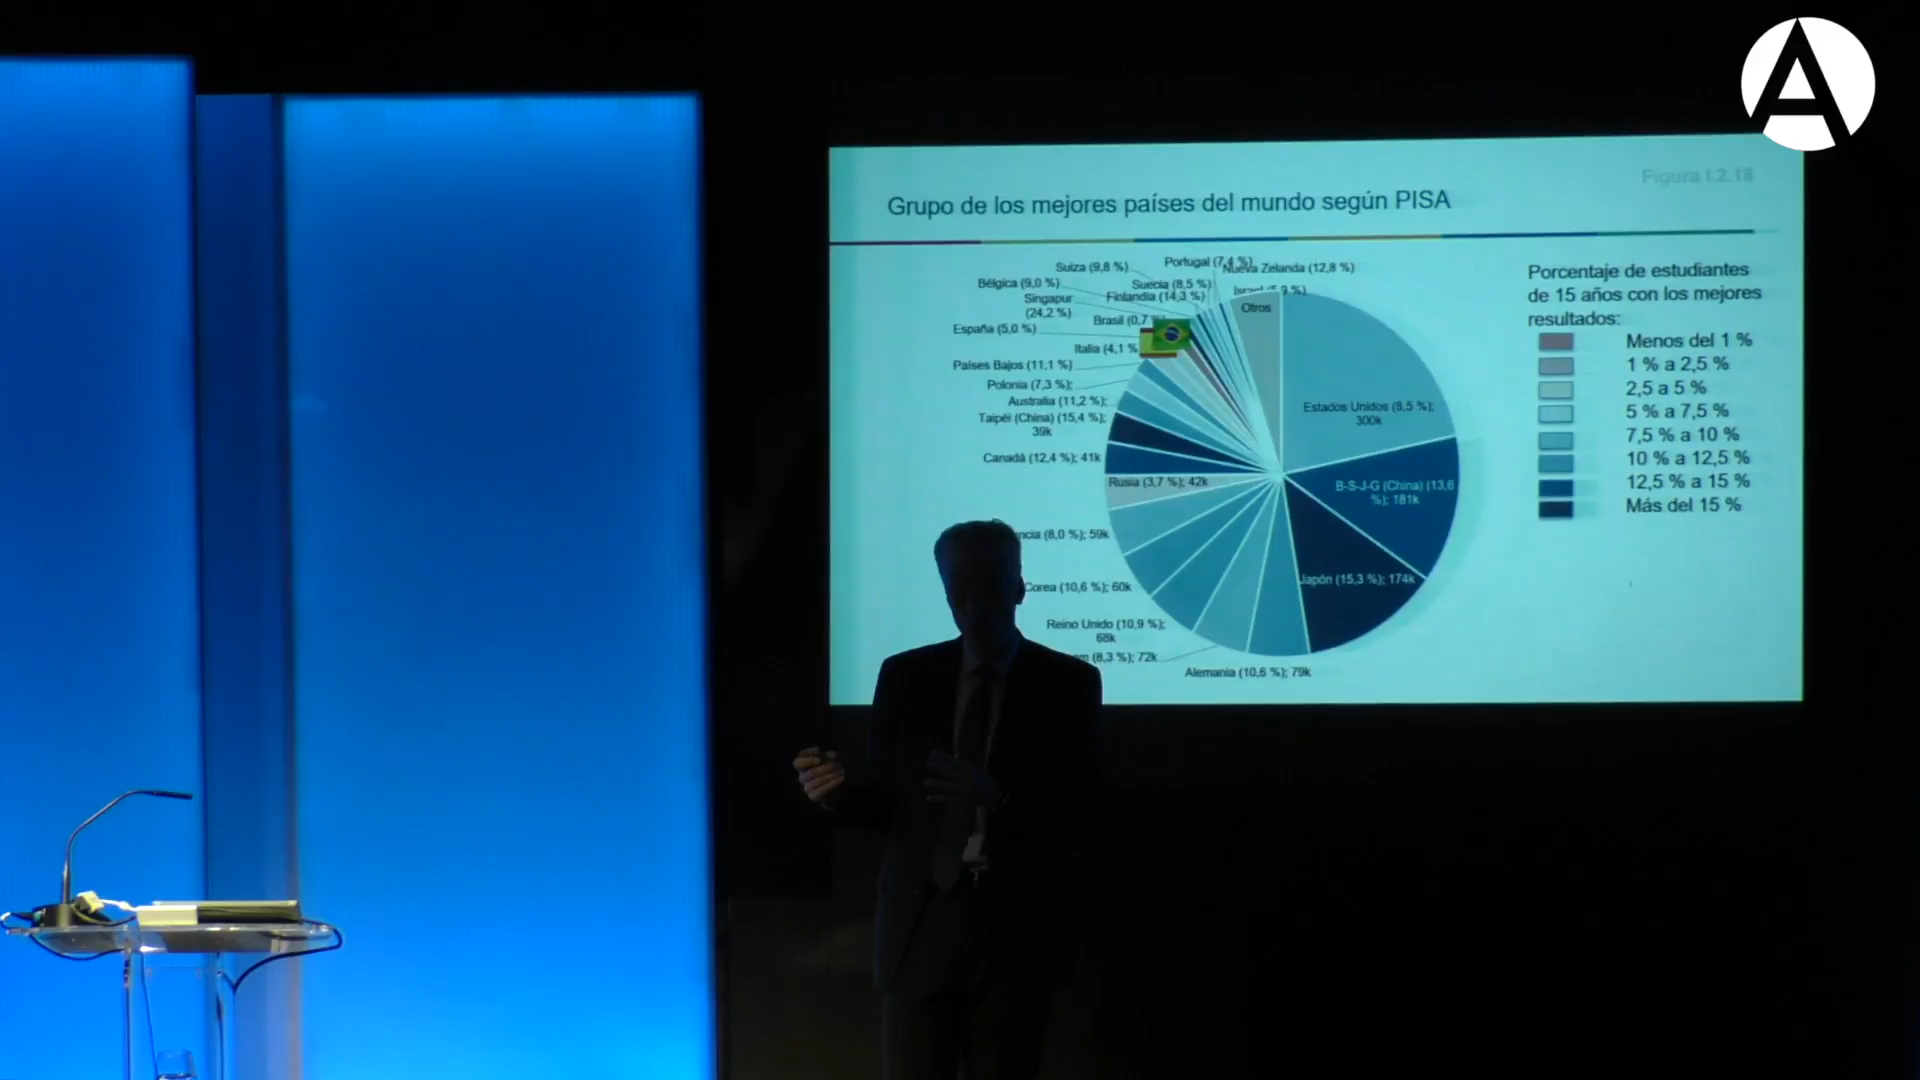 Figura I.2.18
Grupo de los mejores países del mundo según PISA
Suiza (9,8 %)
Portugal (7,4 %)
Nueva Zelanda (12,8 %)
Bélgica (9,0 %)
Suecia (8,5 %)
Singapur
(24,2 %)
Finlandia (14,3 %)
Israel (5,9 %)
Otros
España (5,0 %)
Brasil (0,7
Italia (4,1 %
Países Bajos (11,1 %)
Polonia (7,3 %);
Australia (11,2 %);
Taipéi (China) (15,4 %);
39k
Canadá (12,4 %); 41k
Rusia (3,7 %); 42k
ncia (8,0 %); 59k
Corea (10,6 %); 60k
Reino Unido (10,9 %);
68k
m (8,3 %); 72k
Alemania (10,6 %); 79k
Estados Unidos (8,5 %);
300k
B-S-J-G (China) (13,6
%); 181k
Japón (15,3 %); 174k
Porcentaje de estudiantes
de 15 años con los mejores
resultados:
Menos del 1 %
1 % a 2,5 %
2,5 a 5 %
5 % a 7,5 %
7,5 % a 10 %
10 % a 12,5 %
12,5 % a 15 %
Más del 15 %